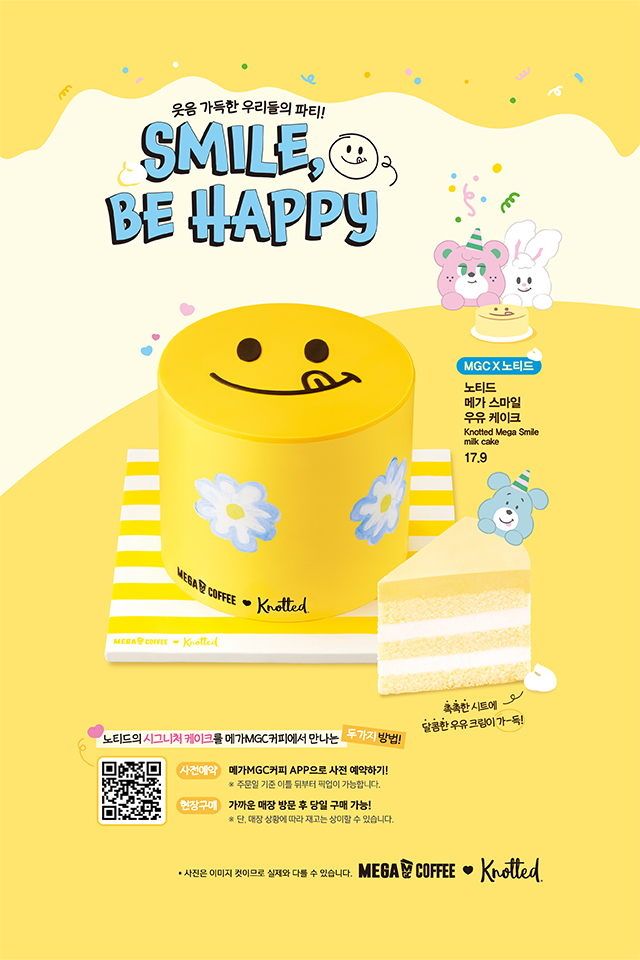 웃음 가득한 우리들의 파티!
SMILE,
BE HAPPY
MGC X 노티드
노티드
메가 스마일
우유 케이크
Knotted Mega Smile
milk cake
17.9
MEGA MGC COFFEE ♥ Knotted.
MEGA MGC COFFEE ♥ Knotted.
촉촉한 시트에
달콤한 우유 크림이 가-득!
노티드의 시그니처 케이크를 메가MGC커피에서 만나는 두가지 방법!
사전예약 메가MGC커피 APP으로 사전 예약하기!
※ 주문일 기준 이틀 뒤부터 픽업이 가능합니다.
현장구매 가까운 매장 방문 후 당일 구매 가능!
※ 단, 매장 상황에 따라 재고는 상이할 수 있습니다.
* 사진은 이미지 컷이므로 실제와 다를 수 있습니다. MEGA MGC COFFEE ♥ Knotted.